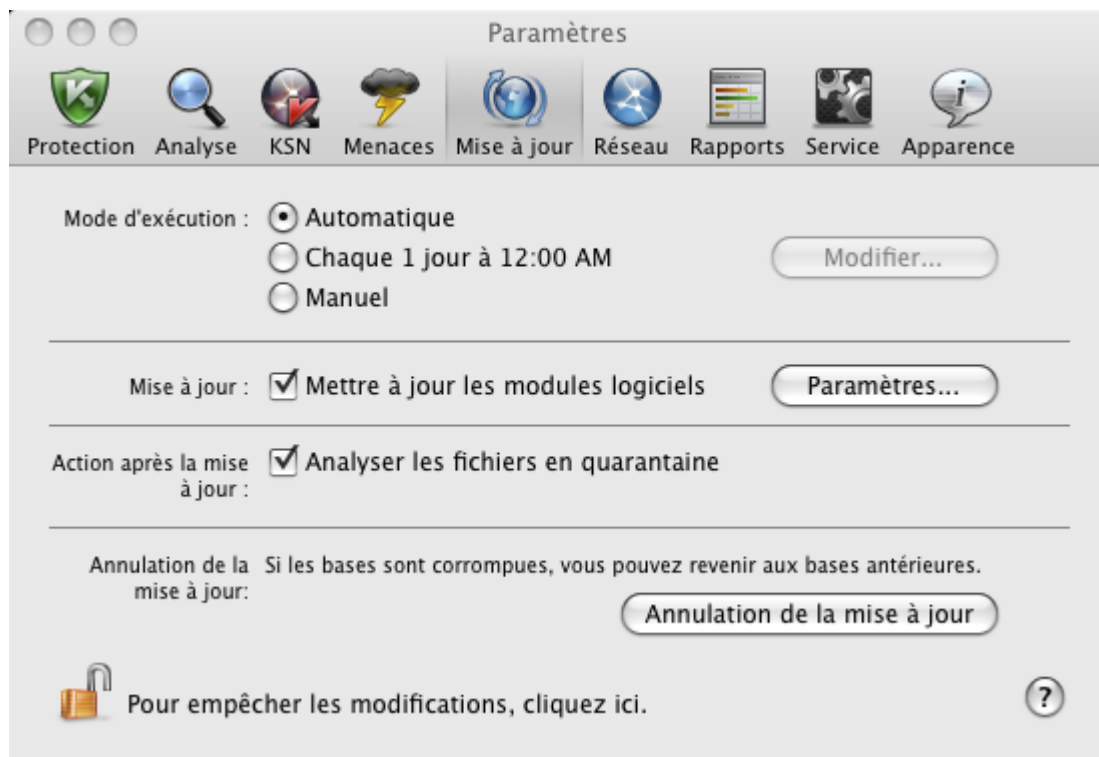 Paramètres
Protection Analyse KSN Menaces Mise à jour Réseau Rapports Service Apparence
Mode d'exécution : Automatique
Chaque 1 jour à 12:00 AM Modifier...
Manuel
Mise à jour : Mettre à jour les modules logiciels Paramètres...
Action après la mise Analyser les fichiers en quarantaine
à jour :
Annulation de la Si les bases sont corrompues, vous pouvez revenir aux bases antérieures.
mise à jour:
Annulation de la mise à jour
Pour empêcher les modifications, cliquez ici. ?